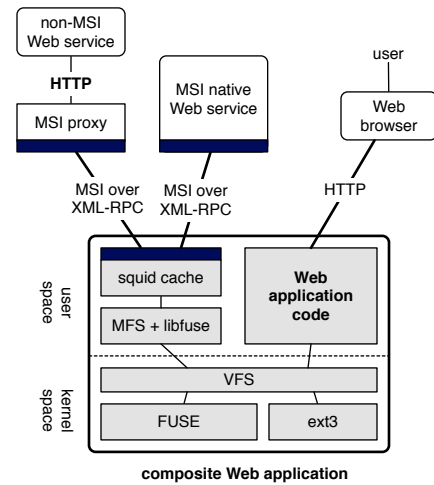 non-MSI
Web service
HTTP
MSI proxy
MSI native
Web service
user
Web
browser
MSI over
XML-RPC
MSI over
XML-RPC
HTTP
user
space
squid cache
MFS + libfuse
Web
application
code
kernel
space
VFS
FUSE
ext3
composite Web application